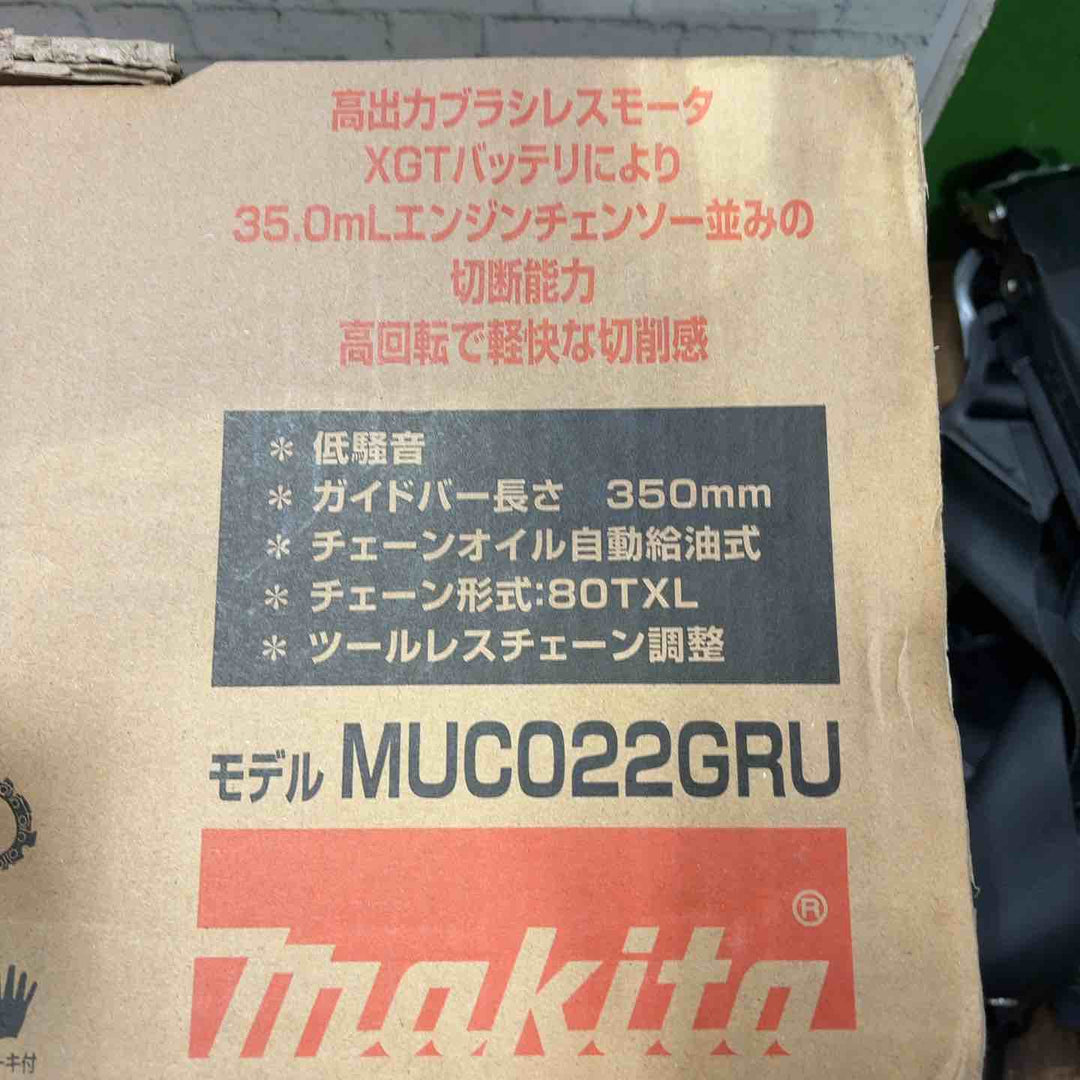 高出力ブラシレスモータ
XGTバッテリにより
35.0mLエンジンチェンソー並みの
切断能力
高回転で軽快な切削感
＊ 低騒音
＊ ガイドバー長さ 350mm
＊ チェーンオイル自動給油式
＊ チェーン形式:80TXL
＊ ツールレスチェーン調整
モデル MUC022GRU
makita®
ーキ付